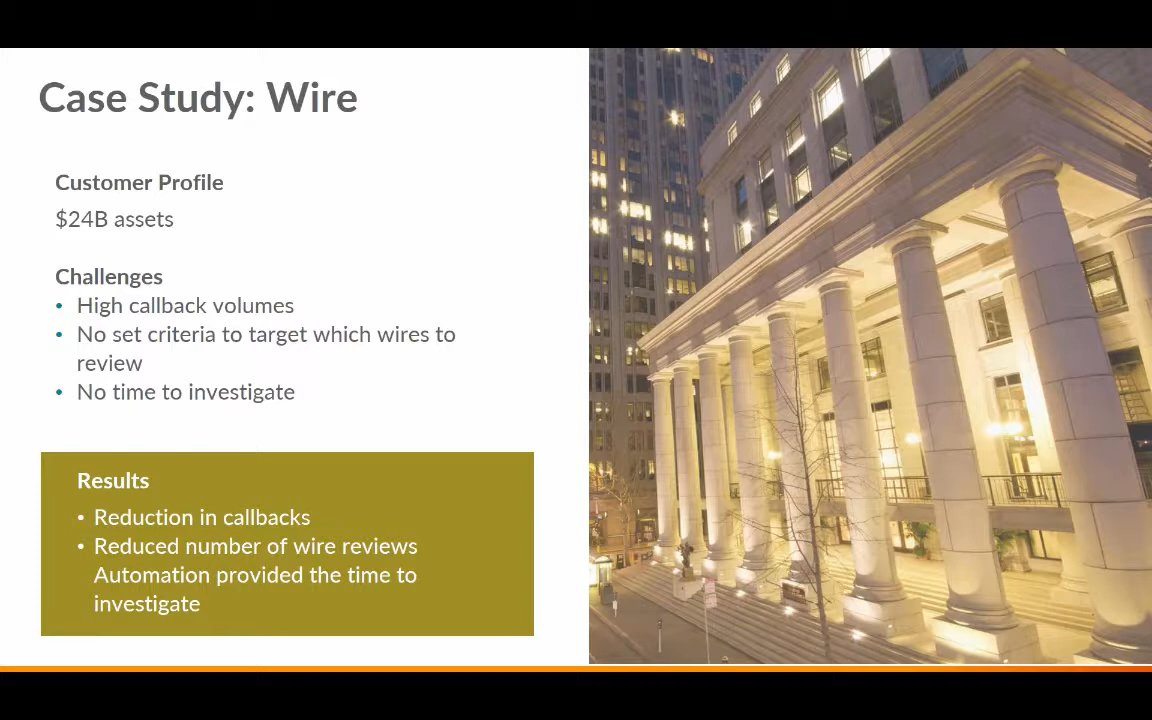 Case Study: Wire
Customer Profile
$24B assets
Challenges
• High callback volumes
• No set criteria to target which wires to
review
• No time to investigate
Results
• Reduction in callbacks
• Reduced number of wire reviews
Automation provided the time to
investigate